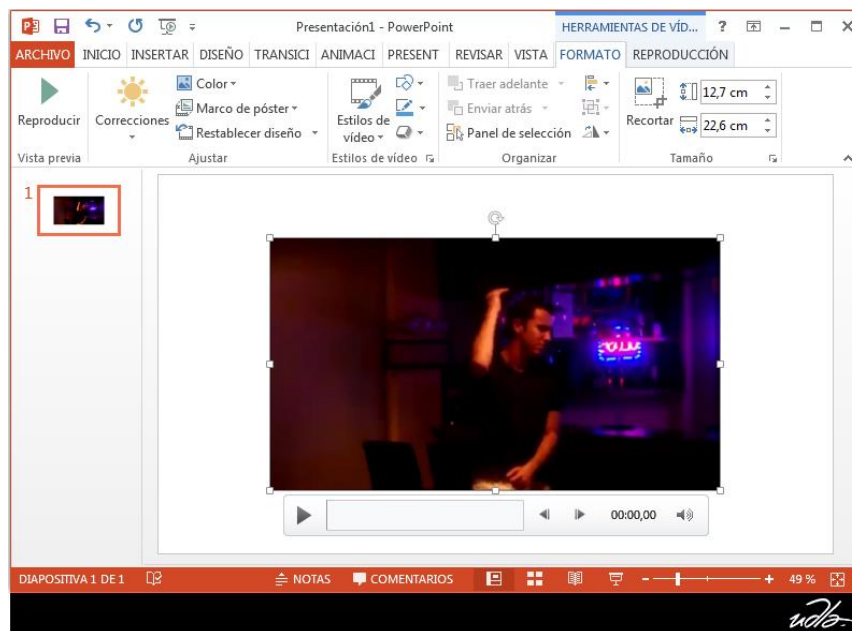 Presentación1 - PowerPoint
HERRAMIENTAS DE VÍD...
ARCHIVO INICIO INSERTAR DISEÑO TRANSICI ANIMACI PRESENT REVISAR VISTA FORMATO REPRODUCCIÓN
Reproducir
Vista previa
Correcciones
Color
Marco de póster
Restablecer diseño
Ajustar
Estilos de
vídeo
Estilos de vídeo
Traer adelante
Enviar atrás
Panel de selección
Organizar
Recortar
12,7 cm
22,6 cm
Tamaño
1
00:00,00
DIAPOSITIVA 1 DE 1 NOTAS COMENTARIOS 49 %
udla